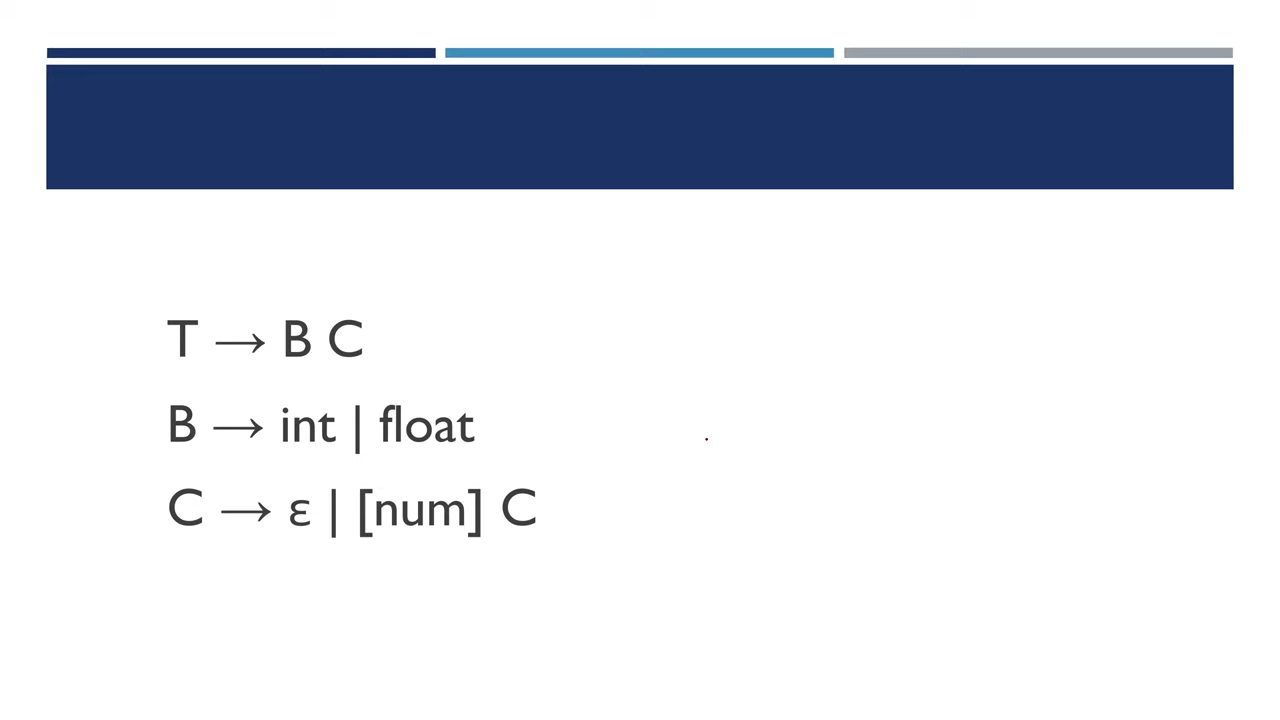 T → B C
B → int | float
C → ε | [num] C